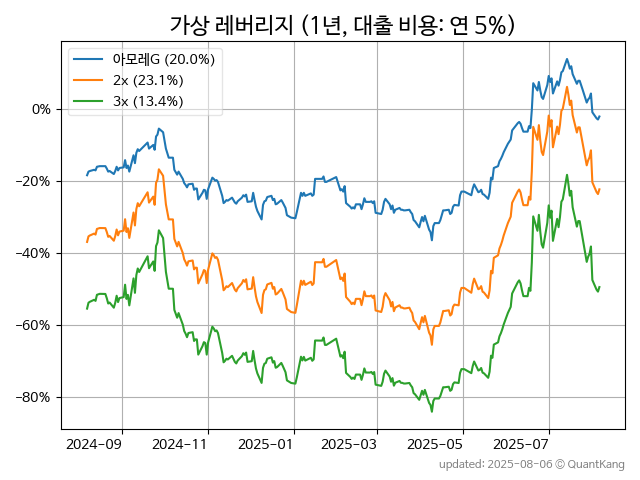 가상 레버리지 (1년, 대출 비용: 연 5%)
아모레G (20.0%)
2x (23.1%)
3x (13.4%)
0%
−20%
−40%
−60%
−80%
2024-09 2024-11 2025-01 2025-03 2025-05 2025-07
updated: 2025-08-06 © QuantKang